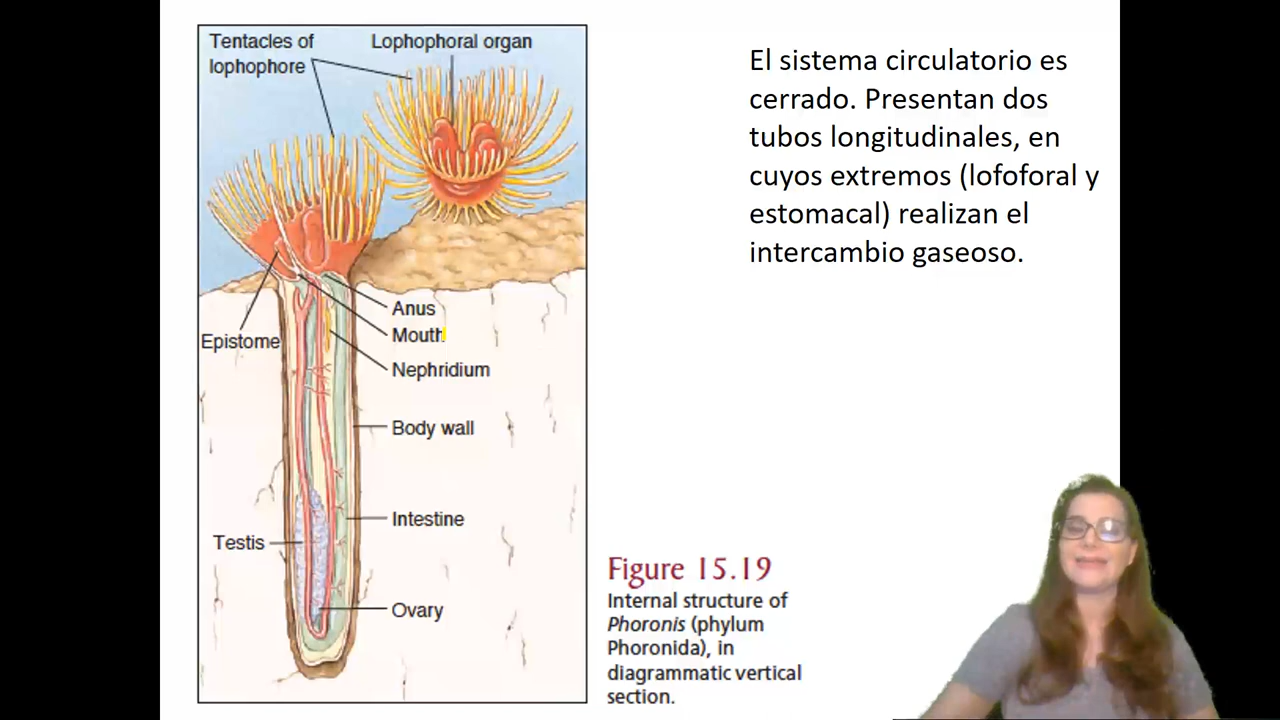 Tentacles of
lophophore
Lophophoral organ
Anus
Mouth
Epistome
Nephridium
Body wall
Intestine
Testis
Ovary
El sistema circulatorio es
cerrado. Presentan dos
tubos longitudinales, en
cuyos extremos (lofoforal y
estomacal) realizan el
intercambio gaseoso.
Figure 15.19
Internal structure of
Phoronis (phylum
Phoronida), in
diagrammatic vertical
section.